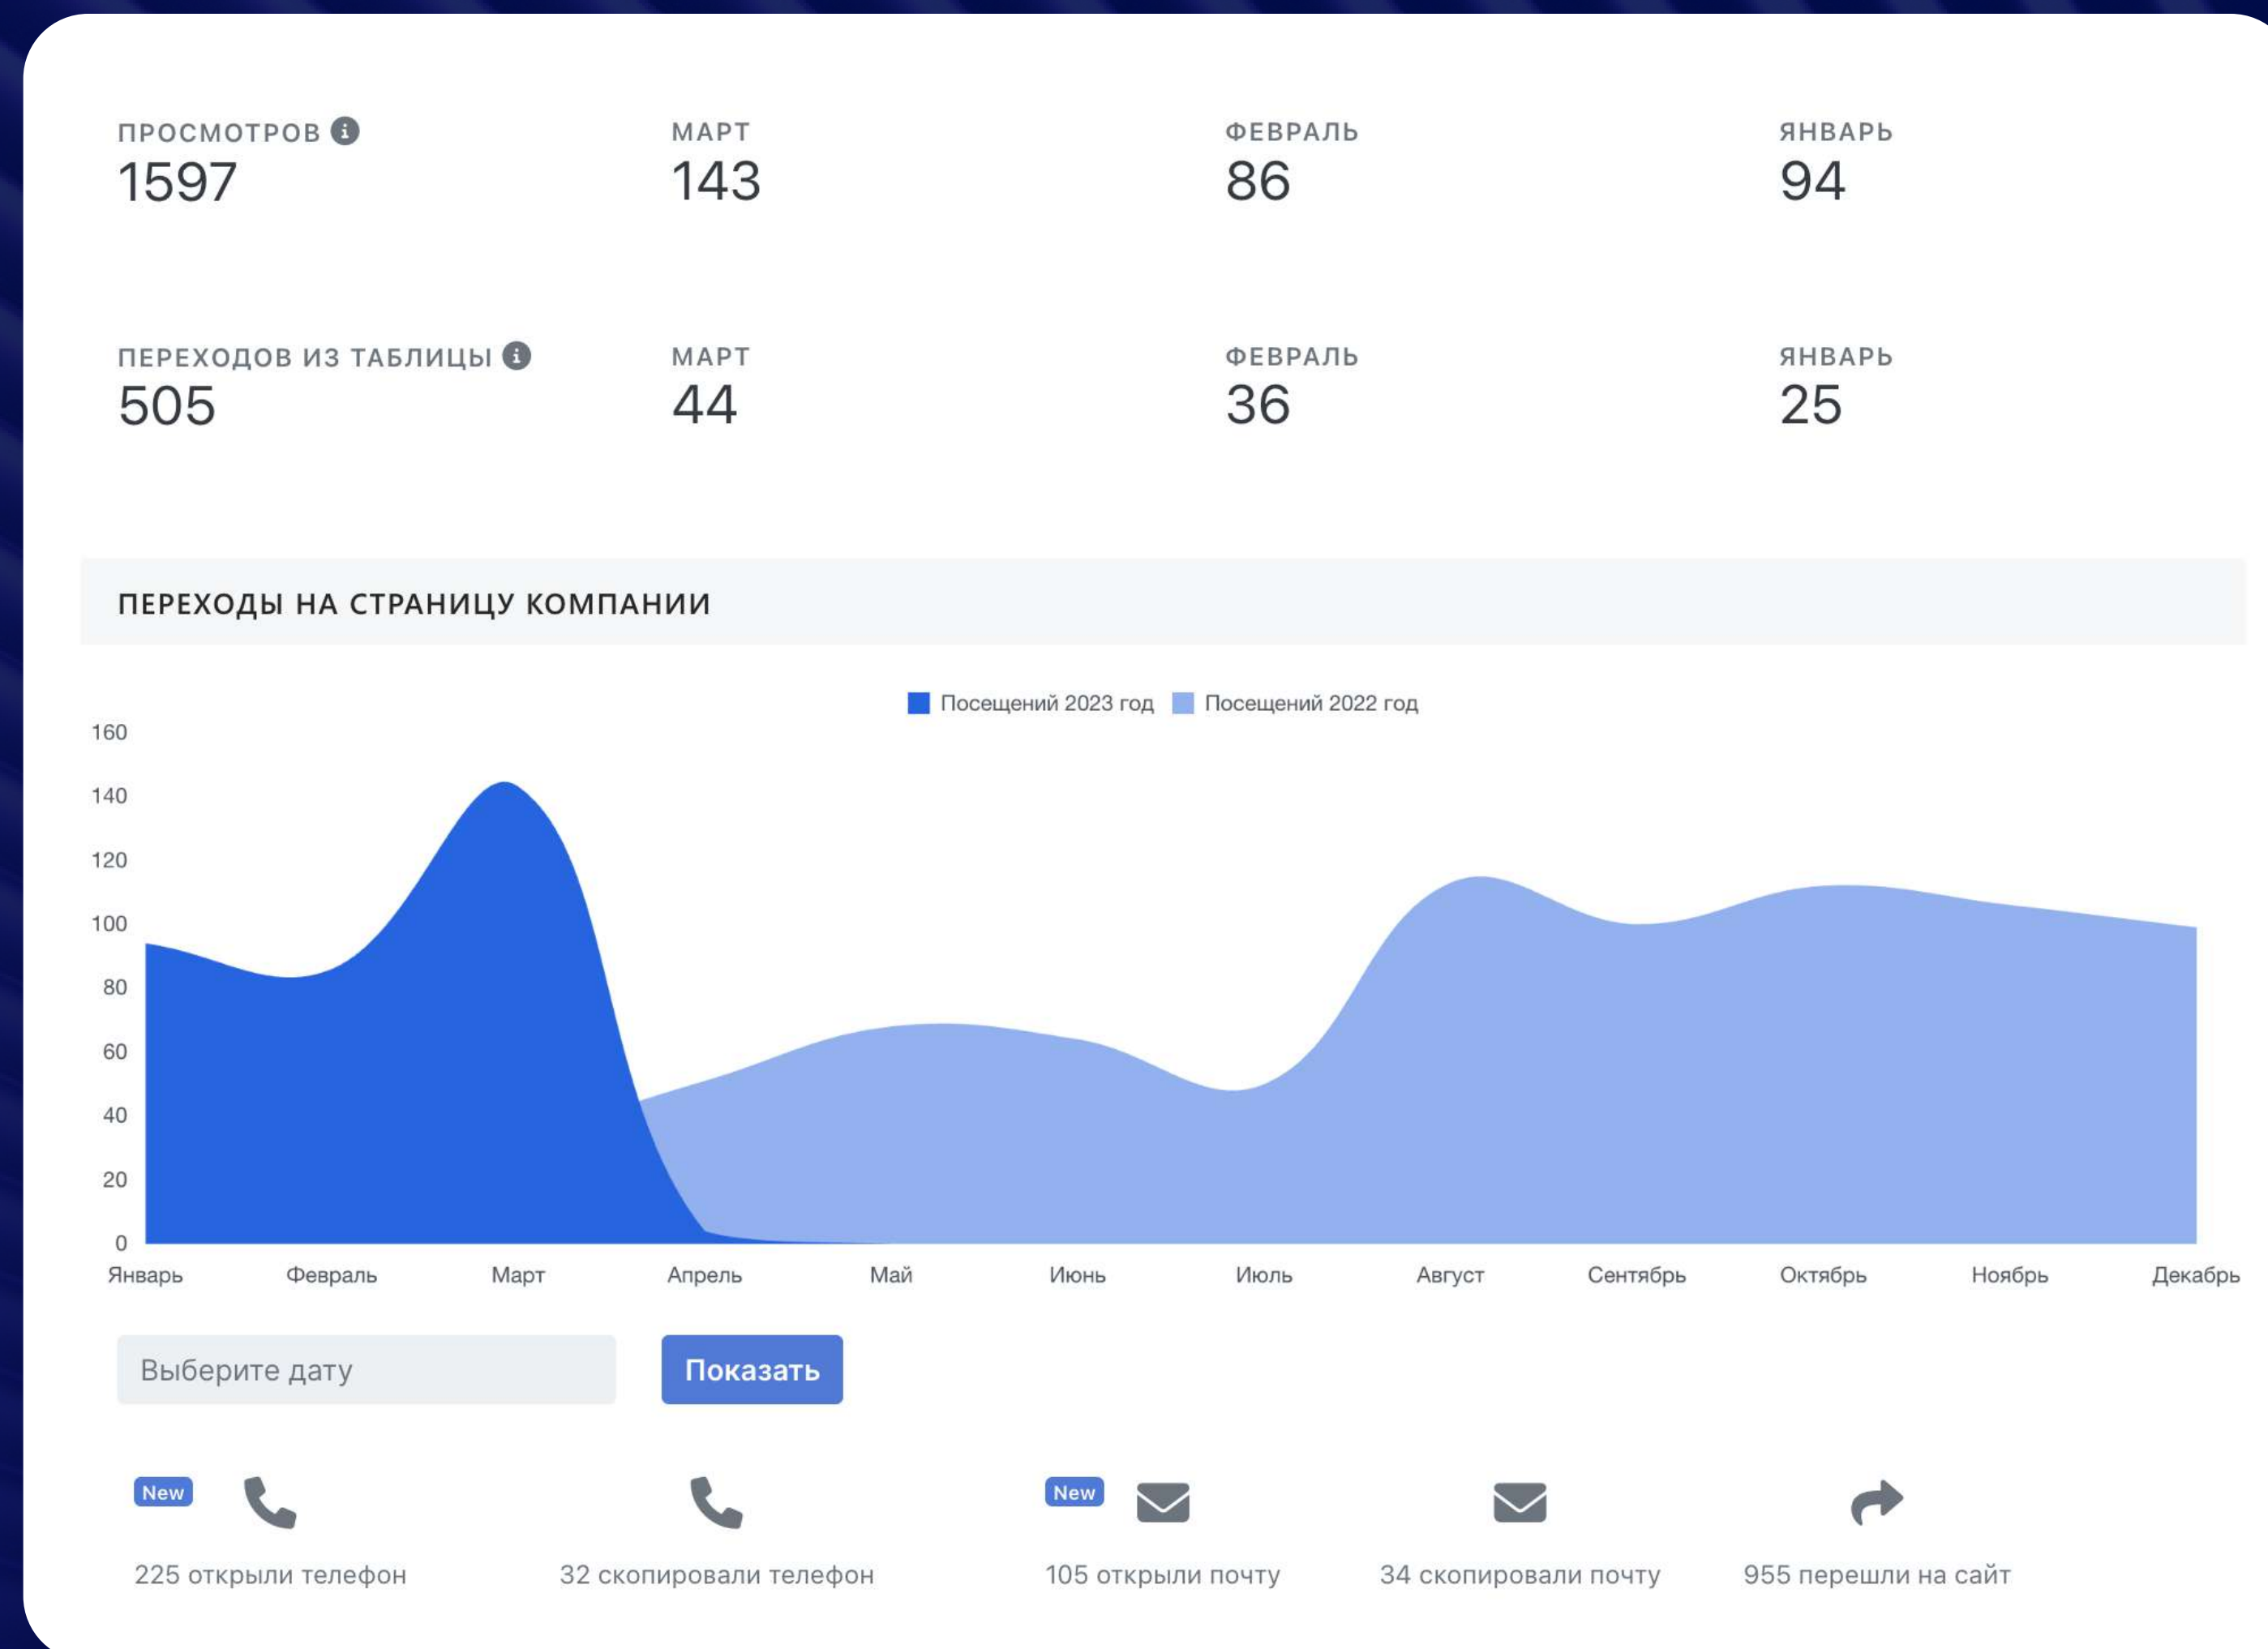 ПРОСМОТРОВ МАРТ ФЕВРАЛЬ ЯНВАРЬ
1597 143 86 94
ПЕРЕХОДОВ ИЗ ТАБЛИЦЫ МАРТ ФЕВРАЛЬ ЯНВАРЬ
505 44 36 25
ПЕРЕХОДЫ НА СТРАНИЦУ КОМПАНИИ
Посещений 2023 год Посещений 2022 год
160
140
120
100
80
60
40
20
0
Январь Февраль Март Апрель Май Июнь Июль Август Сентябрь Октябрь Ноябрь Декабрь
Выберите дату Показать
New New
225 открыли телефон 32 скопировали телефон 105 открыли почту 34 скопировали почту 955 перешли на сайт